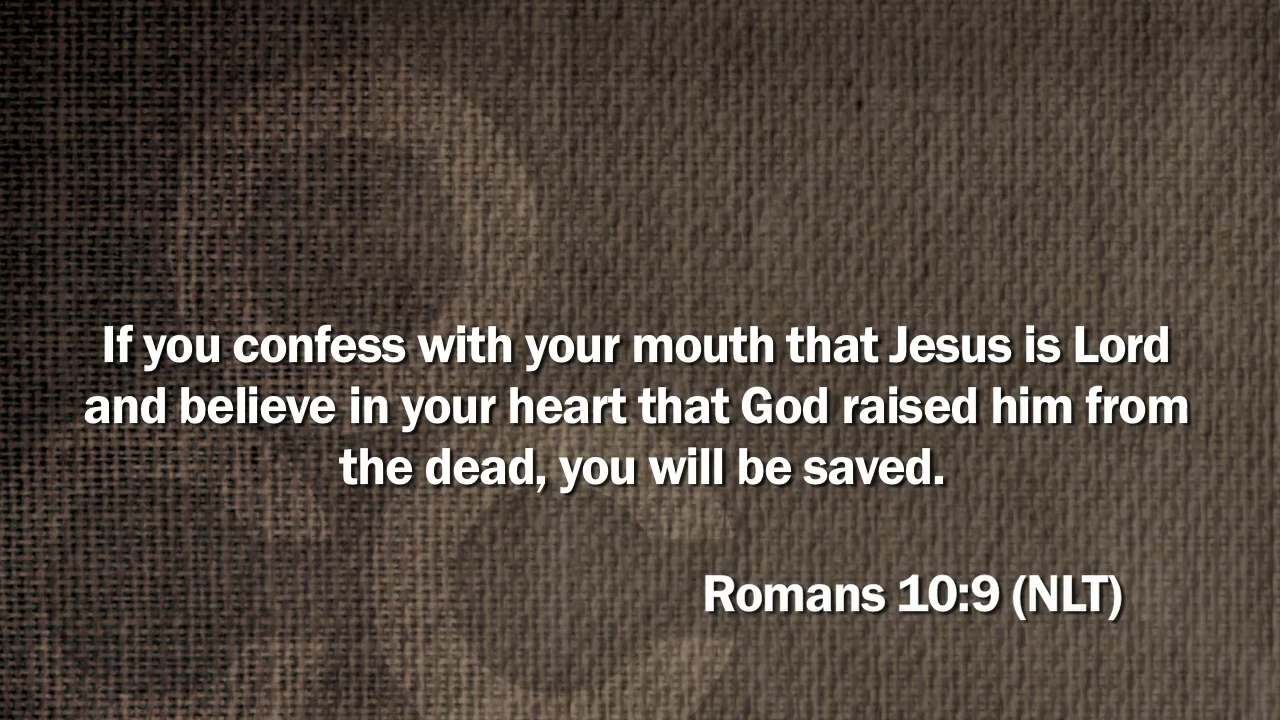 If you confess with your mouth that Jesus is Lord
and believe in your heart that God raised him from
the dead, you will be saved.
Romans 10:9 (NLT)